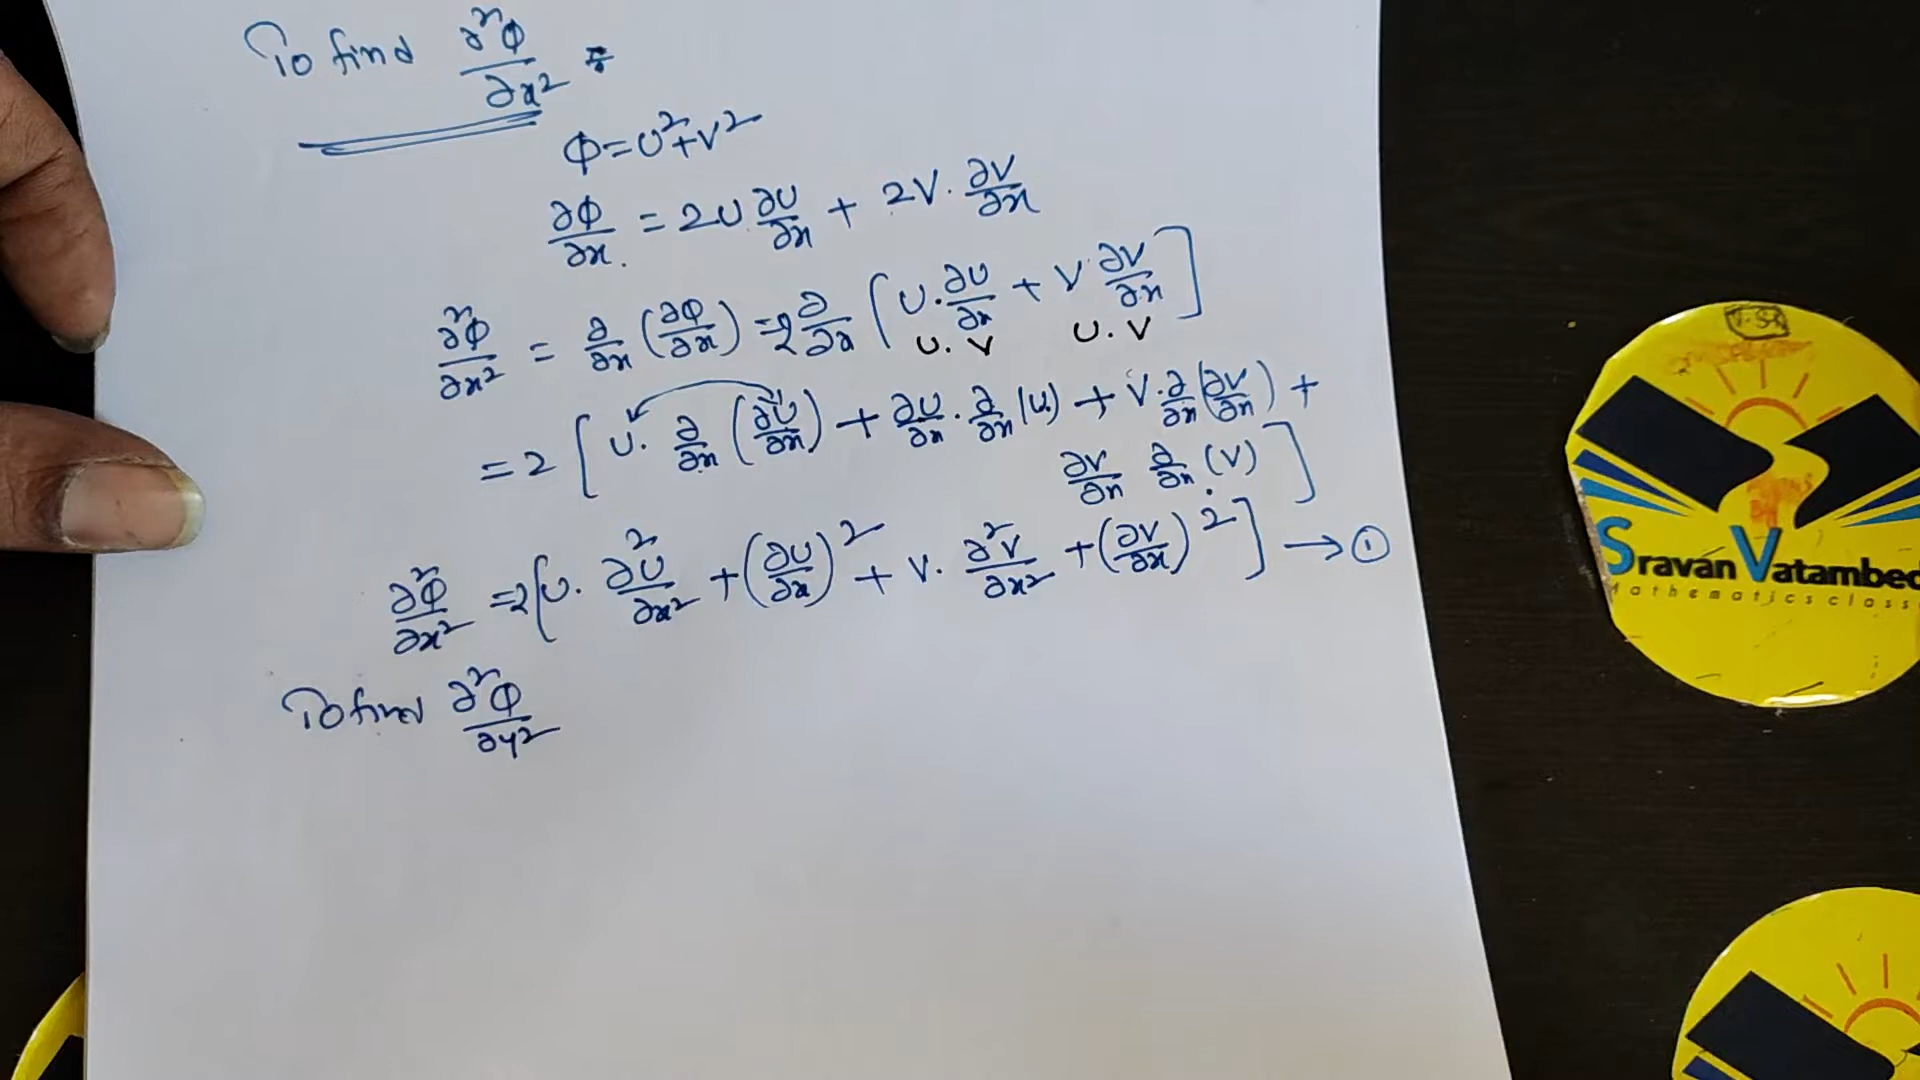 To find ∂²Φ/∂x² :
Φ=U²+V²
∂Φ/∂x. = 2U ∂U/∂x + 2V. ∂V/∂x
∂²Φ/∂x² = ∂/∂x (∂Φ/∂x) =2 ∂/∂x [U. ∂U/∂x + V ∂V/∂x]
U. V U. V
=2 [U. ∂/∂x (∂U/∂x) + ∂U/∂x . ∂/∂x (U.) + V. ∂/∂x (∂V/∂x) +
∂V/∂x ∂/∂x. (V)]
∂²Φ/∂x² =2[U. ∂²U/∂x² + (∂U/∂x)² + V. ∂²V/∂x² + (∂V/∂x)²] → ①
To find ∂²Φ/∂y²
Sravan Vatambed
Mathematics class